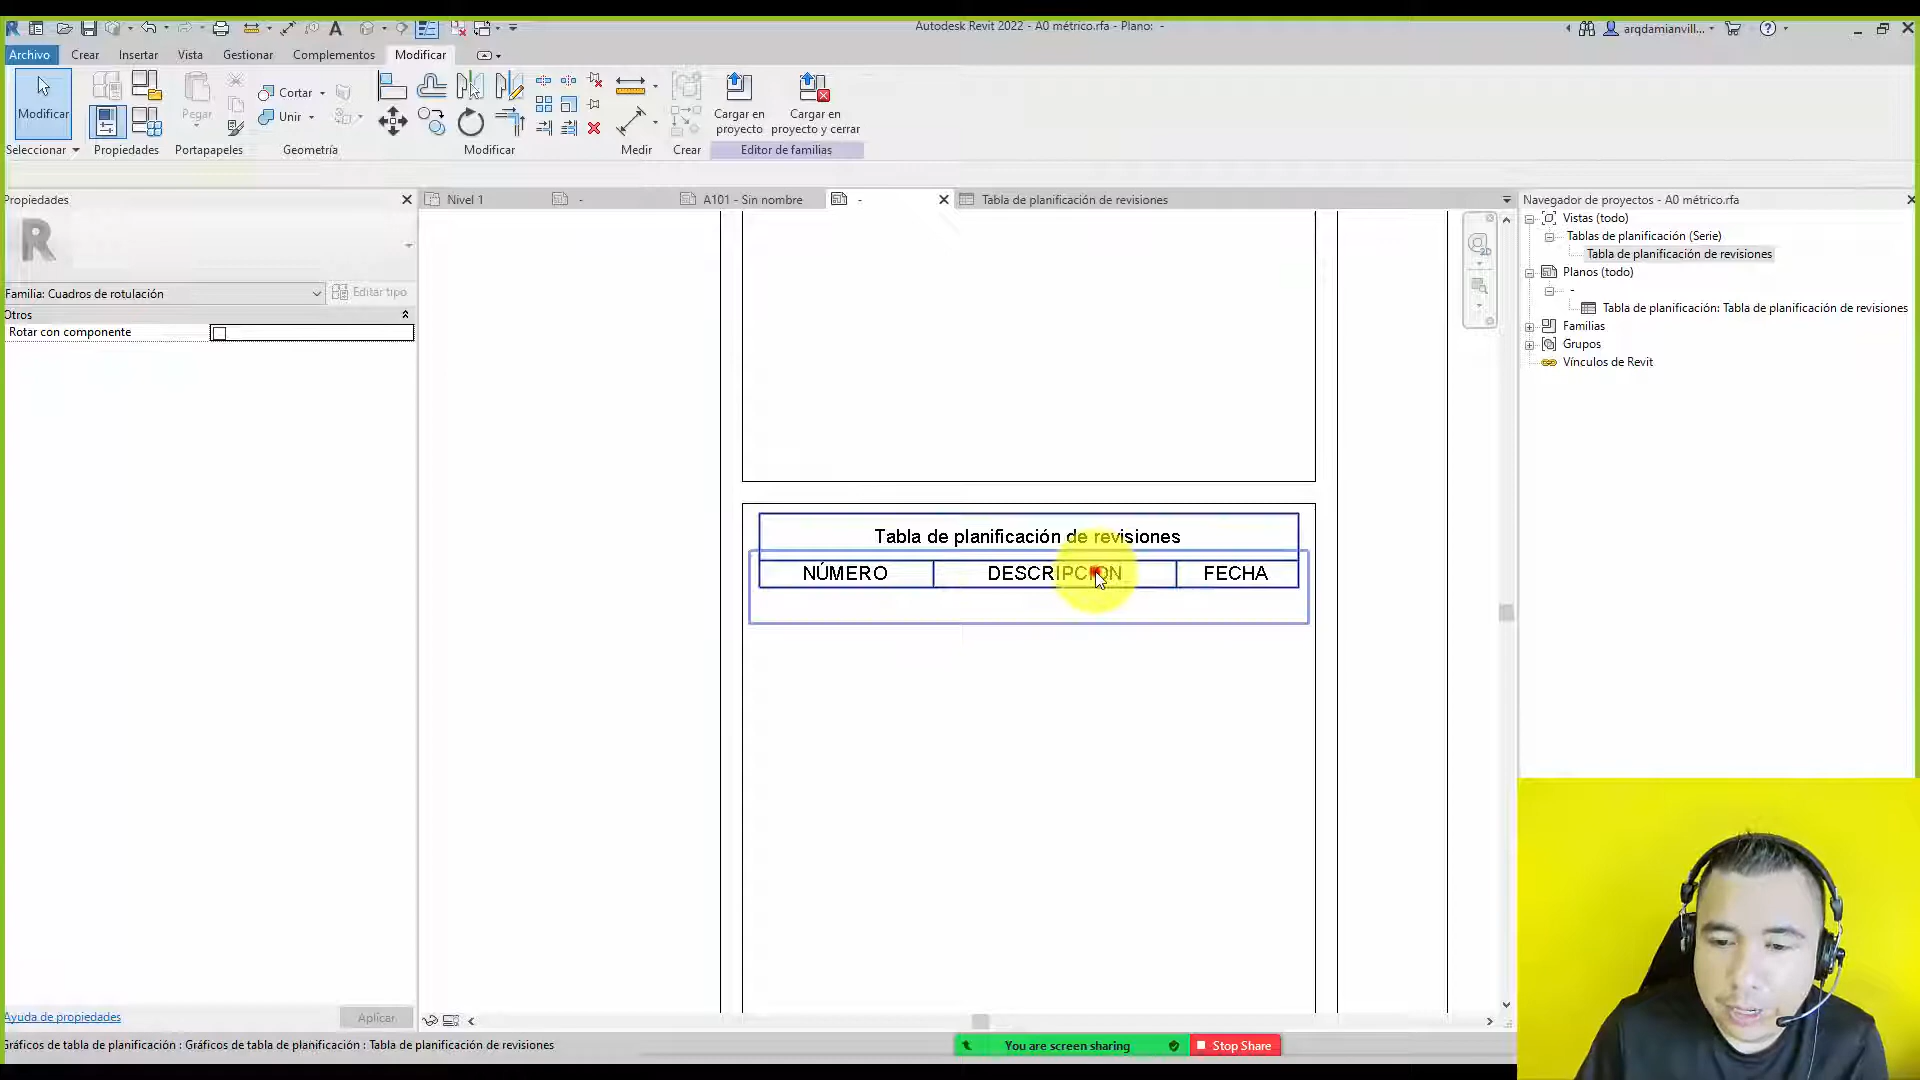 Autodesk Revit 2022 - A0 métrico.rfa - Plano: -
arqdamianvill...
Archivo Crear Insertar Vista Gestionar Complementos Modificar
Modificar
Pegar
Cortar
Unir
Cargar en proyecto
Cargar en proyecto y cerrar
Seleccionar Propiedades Portapapeles Geometría Modificar Medir Crear Editor de familias
Propiedades
Nivel 1
-
A101 - Sin nombre
-
Tabla de planificación de revisiones
Navegador de proyectos - A0 métrico.rfa
R
Familia: Cuadros de rotulación
Editar tipo
Otros
Rotar con componente
Vistas (todo)
Tablas de planificación (Serie)
Tabla de planificación de revisiones
Planos (todo)
-
Tabla de planificación: Tabla de planificación de revisiones
Familias
Grupos
Vínculos de Revit
Tabla de planificación de revisiones
NÚMERO DESCRIPCIÓN FECHA
Ayuda de propiedades
Aplicar
Gráficos de tabla de planificación : Gráficos de tabla de planificación : Tabla de planificación de revisiones
You are screen sharing
Stop Share